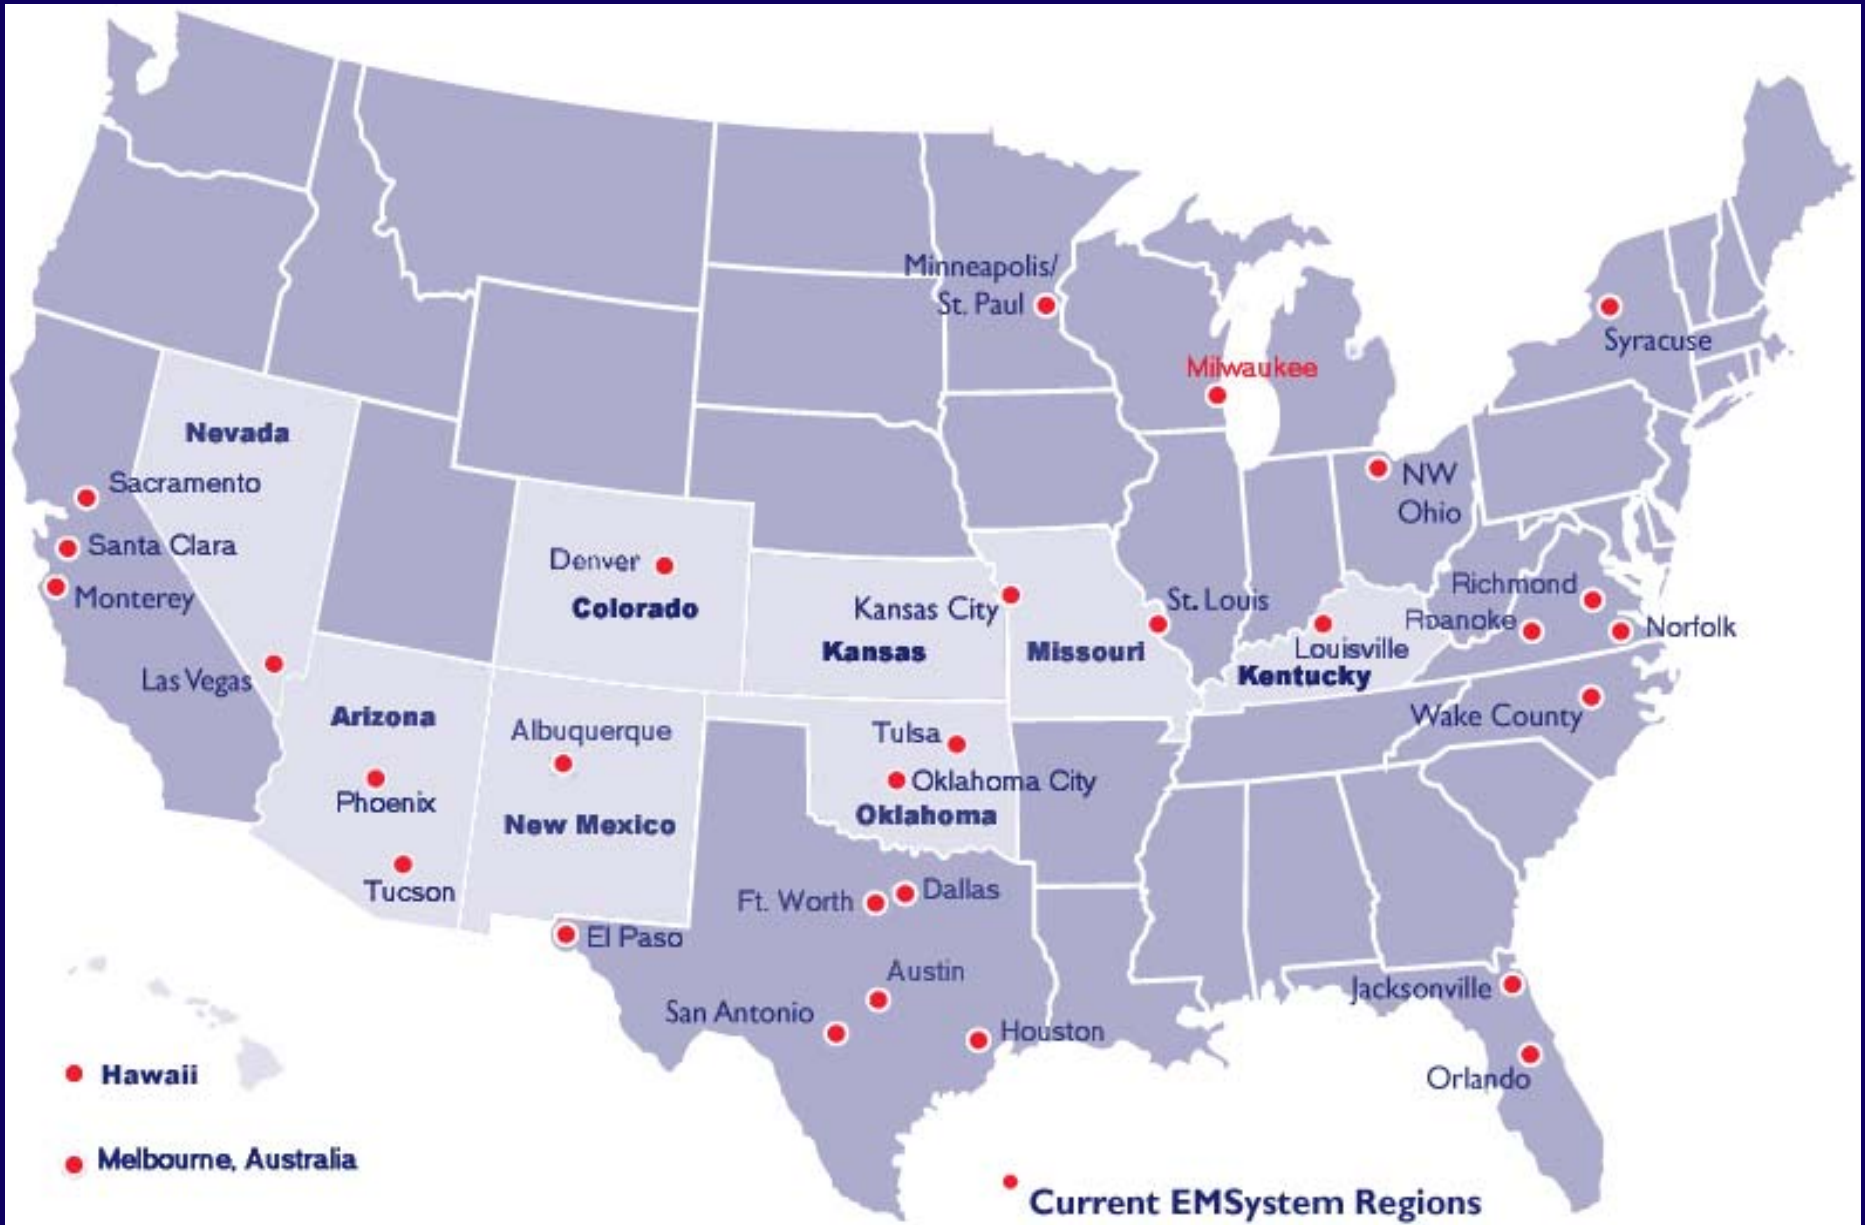 Minneapolis/
St. Paul
Syracuse
Milwaukee
Nevada
Sacramento
NW
Ohio
Santa Clara
Denver
Monterey
Colorado
Kansas City
Kansas
Missouri
St. Louis
Louisville
Kentucky
Richmond
Roanoke
Norfolk
Las Vegas
Arizona
Albuquerque
Tulsa
Wake County
Phoenix
New Mexico
Oklahoma City
Oklahoma
Tucson
Ft. Worth
Dallas
El Paso
Austin
San Antonio
Houston
Jacksonville
Orlando
Hawaii
Melbourne, Australia
Current EMSystem Regions